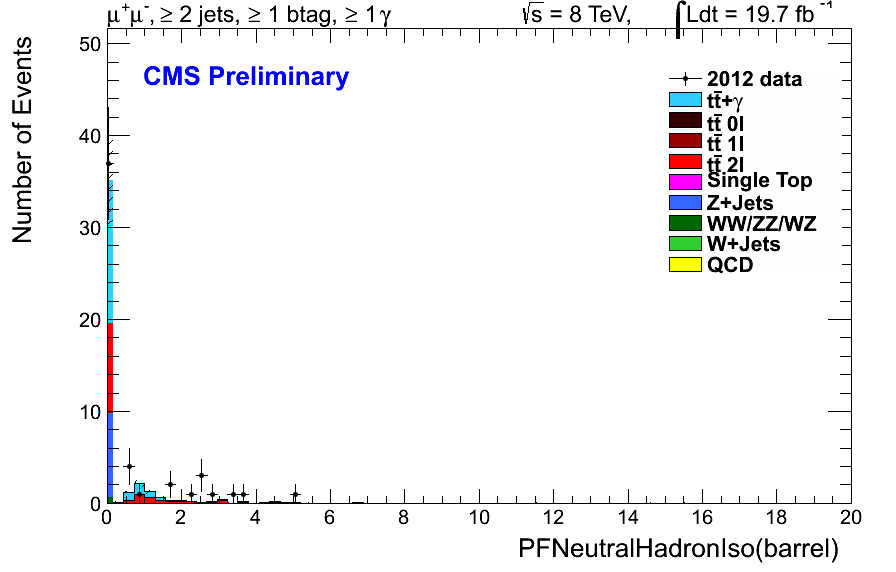 μ⁺μ⁻, ≥ 2 jets, ≥ 1 btag, ≥ 1 γ
√s = 8 TeV, ∫Ldt = 19.7 fb⁻¹
CMS Preliminary
Number of Events
50
40
30
20
10
0
2012 data
tt̄+γ
tt̄ 0l
tt̄ 1l
tt̄ 2l
Single Top
Z+Jets
WW/ZZ/WZ
W+Jets
QCD
0 2 4 6 8 10 12 14 16 18 20
PFNeutralHadronIso(barrel)